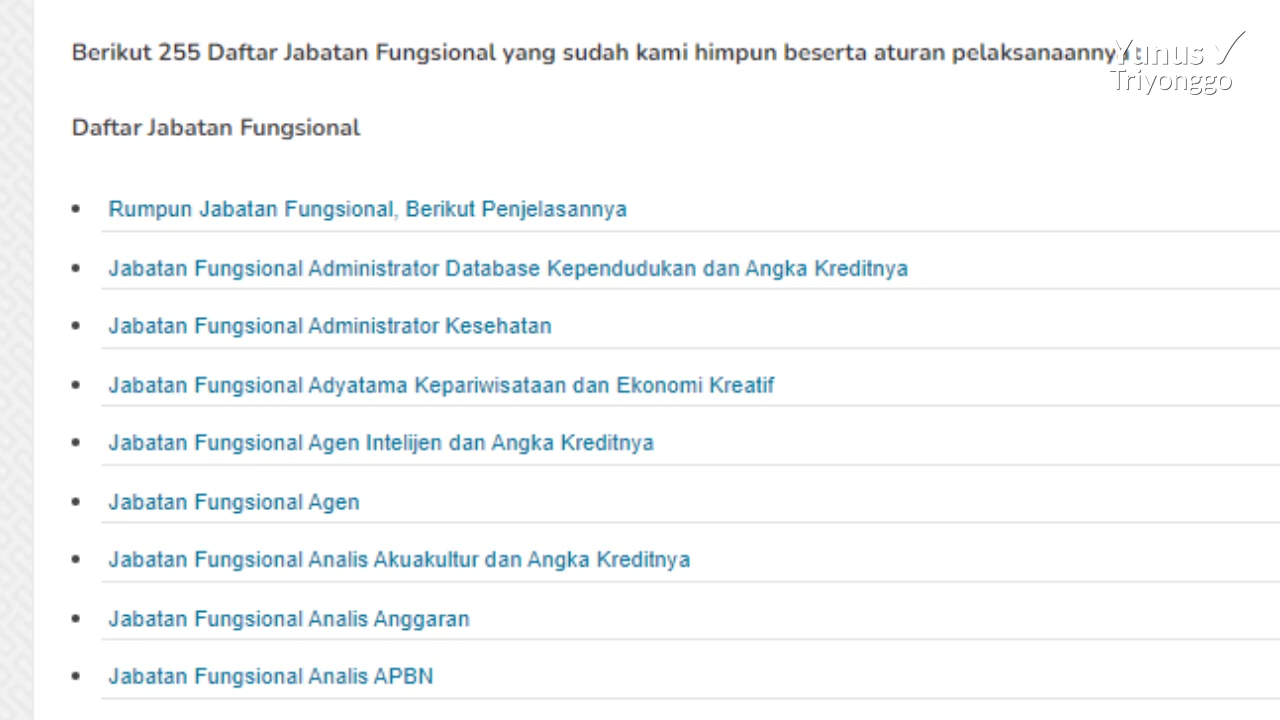 Berikut 255 Daftar Jabatan Fungsional yang sudah kami himpun beserta aturan pelaksanaannya :
Yunus
Triyonggo
Daftar Jabatan Fungsional
Rumpun Jabatan Fungsional, Berikut Penjelasannya
Jabatan Fungsional Administrator Database Kependudukan dan Angka Kreditnya
Jabatan Fungsional Administrator Kesehatan
Jabatan Fungsional Adyatama Kepariwisataan dan Ekonomi Kreatif
Jabatan Fungsional Agen Intelijen dan Angka Kreditnya
Jabatan Fungsional Agen
Jabatan Fungsional Analis Akuakultur dan Angka Kreditnya
Jabatan Fungsional Analis Anggaran
Jabatan Fungsional Analis APBN